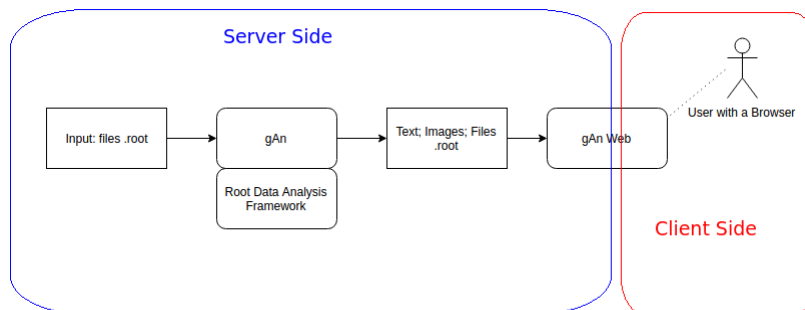 Server Side
User with a Browser
Input: files .root
gAn
Text; Images; Files
.root
gAn Web
Root Data Analysis
Framework
Client Side